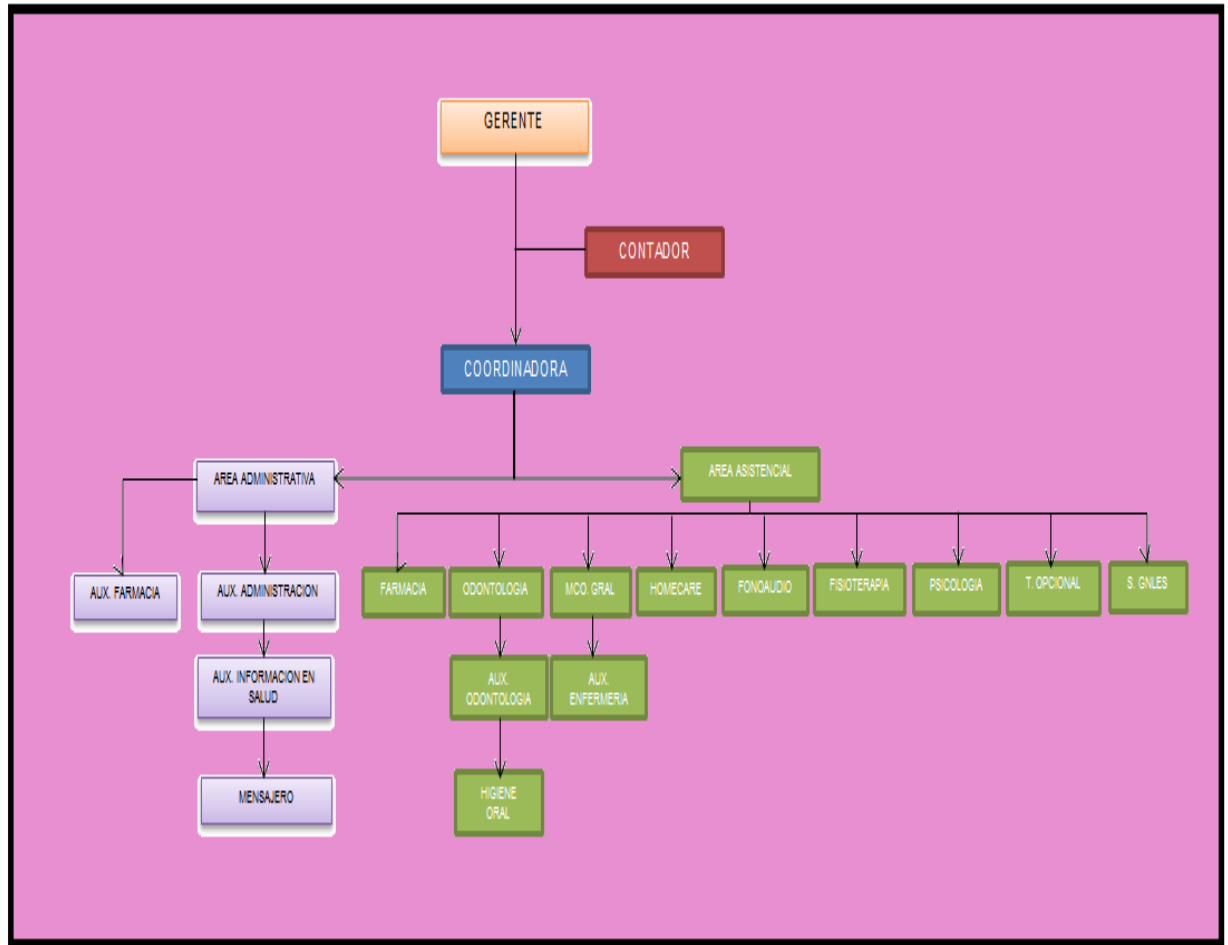 GERENTE
CONTADOR
COORDINADORA
AREA ADMINISTRATIVA
AREA ASISTENCIAL
AUX. FARMACIA
AUX. ADMINISTRACION
FARMACIA
ODONTOLOGIA
MCO. GRAL
HOMECARE
FONOAUDIO
FISIOTERAPIA
PSICOLOGIA
T. OPCIONAL
S. GNLES
AUX. INFORMACION EN
SALUD
AUX.
ODONTOLOGIA
AUX.
ENFERMERIA
MENSAJERO
HIGIENE
ORAL